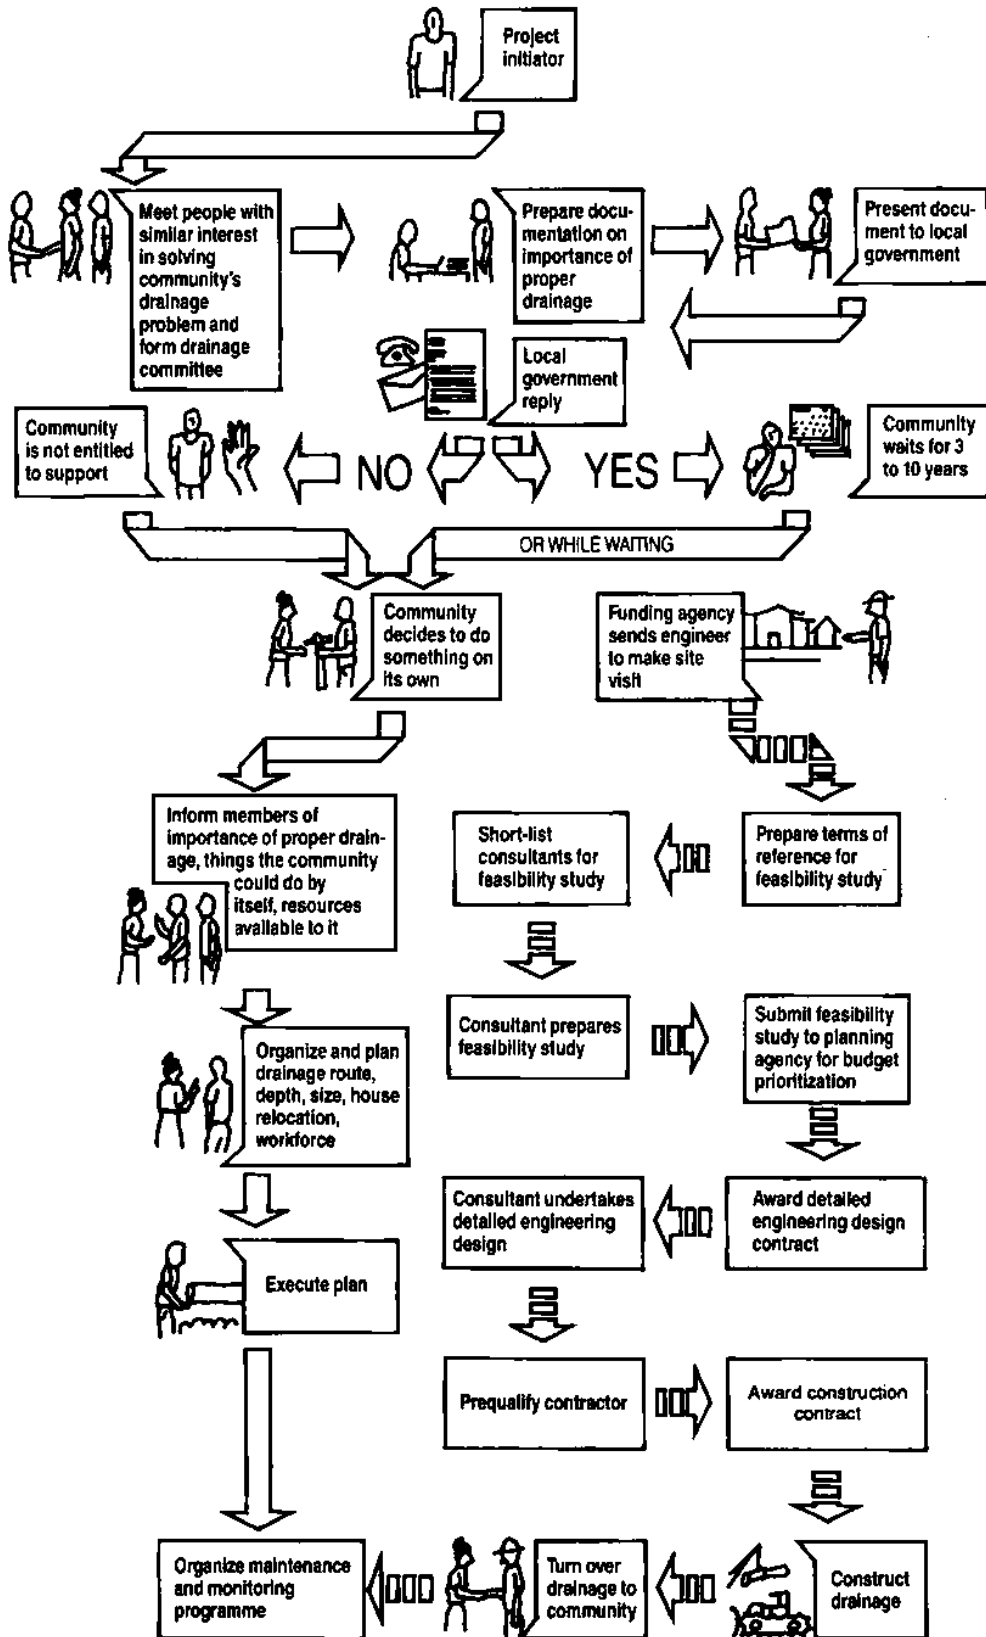 Project
initiator
Meet people with
similar interest
in solving
community's
drainage
problem and
form drainage
committee
Prepare docu-
mentation on
importance of
proper
drainage
Present docu-
ment to local
government
Local
government
reply
Community
is not entitled
to support
NO
YES
Community
waits for 3
to 10 years
OR WHILE WAITING
Community
decides to do
something on
its own
Funding agency
sends engineer
to make site
visit
Inform members of
importance of proper drain-
age, things the community
could do by
itself, resources
available to it
Short-list
consultants for
feasibility study
Prepare terms of
reference for
feasibility study
Consultant prepares
feasibility study
Submit feasibility
study to planning
agency for budget
prioritization
Organize and plan
drainage route,
depth, size, house
relocation,
workforce
Consultant undertakes
detailed engineering
design
Award detailed
engineering design
contract
Execute plan
Prequalify contractor
Award construction
contract
Organize maintenance
and monitoring
programme
Turn over
drainage to
community
Construct
drainage